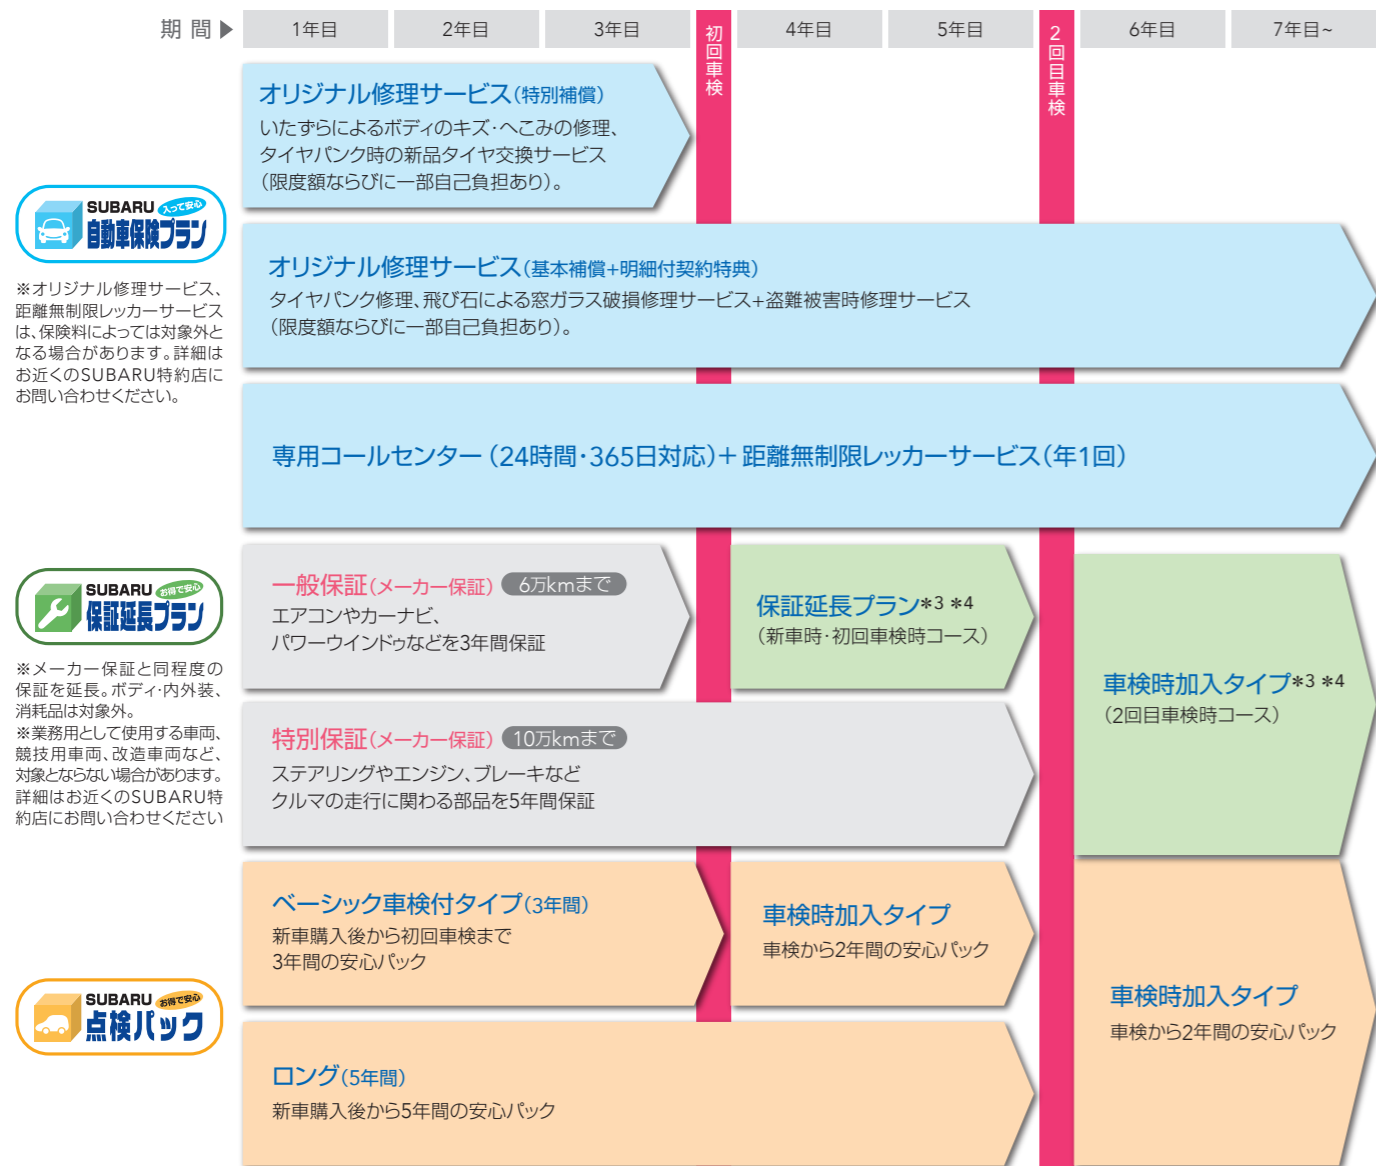 期間▶ 1年目 2年目 3年目 初回車検 4年目 5年目 2回目車検 6年目 7年目~
SUBARU 入って安心
自動車保険プラン
※オリジナル修理サービス、
距離無制限レッカーサービス
は、保険料によっては対象外と
なる場合があります。詳細は
お近くのSUBARU特約店に
お問い合わせください。
オリジナル修理サービス(特別補償)
いたずらによるボディのキズ・へこみの修理、
タイヤパンク時の新品タイヤ交換サービス
(限度額ならびに一部自己負担あり)。
オリジナル修理サービス(基本補償+明細付契約特典)
タイヤパンク修理、飛び石による窓ガラス破損修理サービス+盗難被害時修理サービス
(限度額ならびに一部自己負担あり)。
専用コールセンター(24時間・365日対応)+距離無制限レッカーサービス(年1回)
SUBARU お得で安心
保証延長プラン
※メーカー保証と同程度の
保証を延長。ボディ・内外装、
消耗品は対象外。
※業務用として使用する車両、
競技用車両、改造車両など、
対象とならない場合があります。
詳細はお近くのSUBARU特
約店にお問い合わせください
一般保証(メーカー保証) 6万kmまで
エアコンやカーナビ、
パワーウインドゥなどを3年間保証
保証延長プラン*3 *4
(新車時・初回車検時コース)
車検時加入タイプ*3 *4
(2回目車検時コース)
特別保証(メーカー保証) 10万kmまで
ステアリングやエンジン、ブレーキなど
クルマの走行に関わる部品を5年間保証
SUBARU お得で安心
点検パック
ベーシック車検付タイプ(3年間)
新車購入後から初回車検まで
3年間の安心パック
車検時加入タイプ
車検から2年間の安心パック
車検時加入タイプ
車検から2年間の安心パック
ロング(5年間)
新車購入後から5年間の安心パック